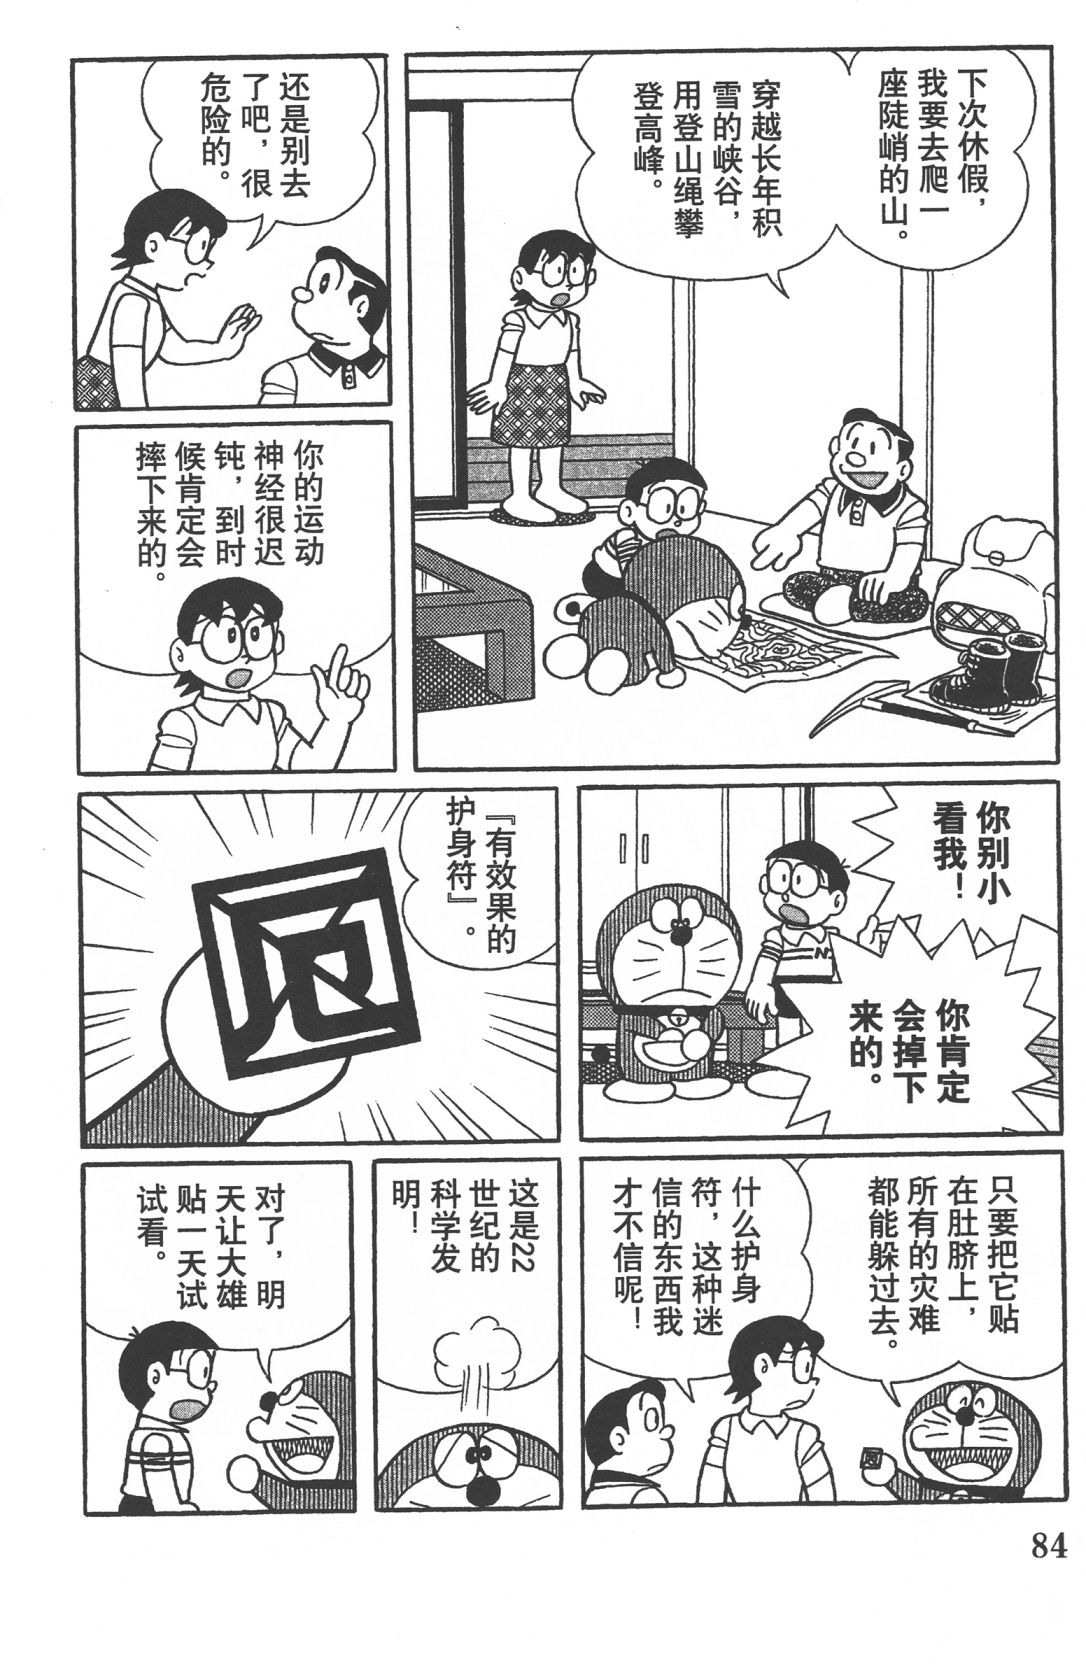 下次休假，
我要去爬一
座陡峭的山。
穿越长年积
雪的峡谷，
用登山绳攀
登高峰。
还是别去
了吧，很
危险的。
你的运动
神经很迟
钝，到时
候肯定会
摔下来的。
你别小
看我！
你肯定
会掉下
来的。
N
『有效果的
护身符』。
厄
只要把它贴
在肚脐上，
所有的灾难
都能躲过去。
什么护身
符，这种迷
信的东西我
才不信呢！
这是22
世纪的
科学发
明！
对了，明
天让大雄
贴一天试
试看。
84